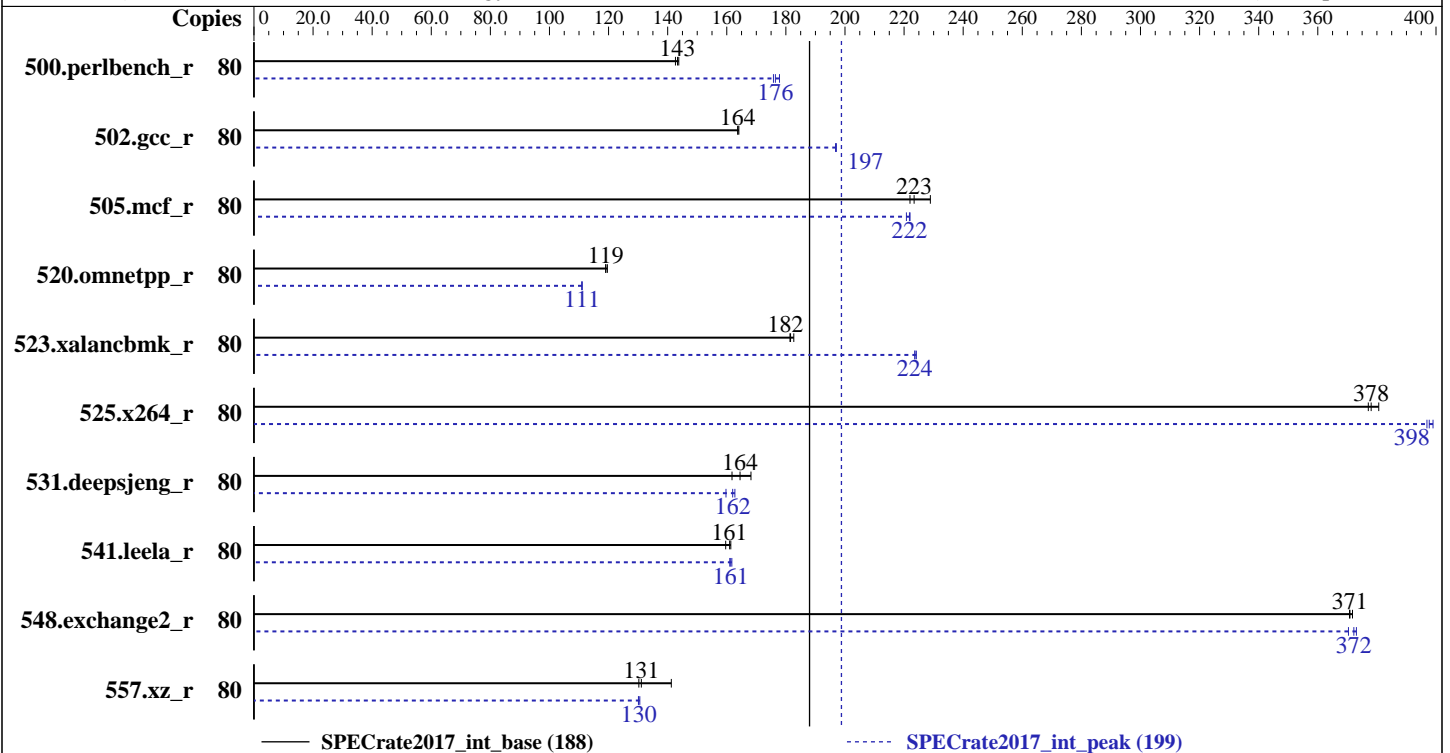 Copies 0 20.0 40.0 60.0 80.0 100 120 140 160 180 200 220 240 260 280 300 320 340 360 400
143
500.perlbench_r 80
176
164
502.gcc_r 80
197
223
505.mcf_r 80
222
119
520.omnetpp_r 80
111
182
523.xalancbmk_r 80
224
378
525.x264_r 80
398
164
531.deepsjeng_r 80
162
161
541.leela_r 80
161
371
548.exchange2_r 80
372
131
557.xz_r 80
130
SPECrate2017_int_base (188) SPECrate2017_int_peak (199)